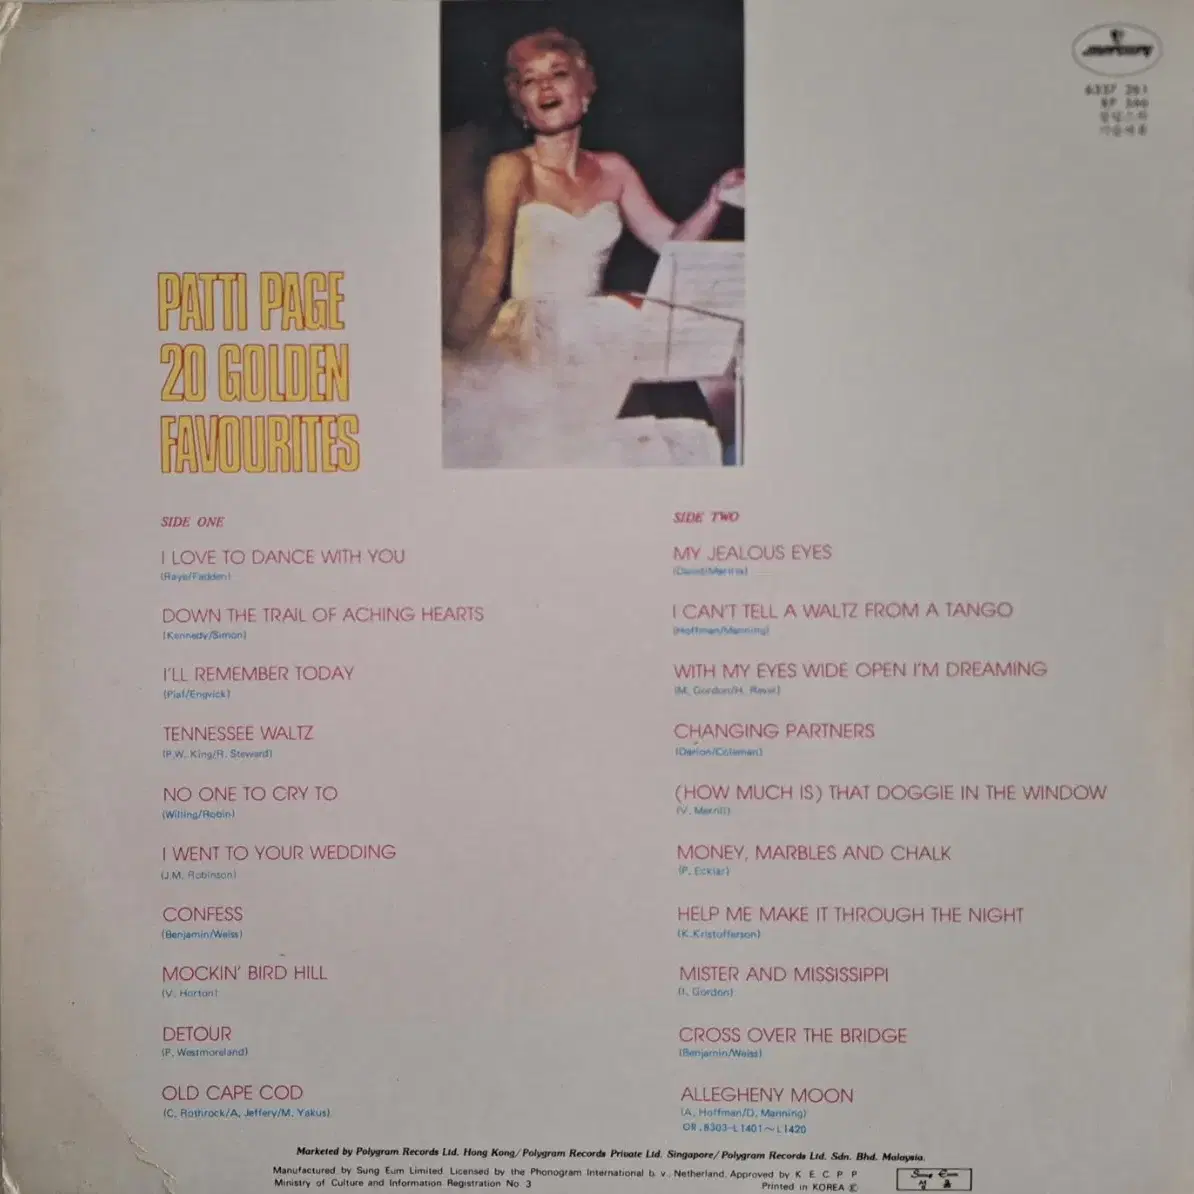 mercury
6337 261
PATTI PAGE
20 GOLDEN
FAVOURITES
SIDE ONE
I LOVE TO DANCE WITH YOU
(Raye/Fadden)
DOWN THE TRAIL OF ACHING HEARTS
(Kennedy/Simon)
I'LL REMEMBER TODAY
(Piaf/Engvick)
TENNESSEE WALTZ
(P.W. King/R. Steward)
NO ONE TO CRY TO
(Willing/Robin)
I WENT TO YOUR WEDDING
(J.M. Robinson)
CONFESS
(Benjamin/Weiss)
MOCKIN' BIRD HILL
(V. Horton)
DETOUR
(P. Westmoreland)
OLD CAPE COD
(C. Rothrock/A. Jeffery/M. Yakus)
SIDE TWO
MY JEALOUS EYES
I CAN'T TELL A WALTZ FROM A TANGO
(Hoffman/Manning)
WITH MY EYES WIDE OPEN I'M DREAMING
(M. Gordon/H. Revel)
CHANGING PARTNERS
(Darion/Coleman)
(HOW MUCH IS) THAT DOGGIE IN THE WINDOW
(V. Merrill)
MONEY, MARBLES AND CHALK
(P. Ecklar)
HELP ME MAKE IT THROUGH THE NIGHT
(K.Kristofferson)
MISTER AND MISSISSIPPI
(I. Gordon)
CROSS OVER THE BRIDGE
(Benjamin/Weiss)
ALLEGHENY MOON
(A. Hoffman/D. Manning)
OR.8303-L1401~L1420
Marketed by Polygram Records Ltd. Hong Kong/Polygram Records Private Ltd. Singapore/Polygram Records Ltd. Sdn. Bhd. Malaysia.
Manufactured by Sung Eum Limited. Licensed by the Phonogram International b.v., Netherland. Approved by K E C P P
Ministry of Culture and Information Registration No. 3
Printed in KOREA Ⓔ
Sung Eum
성 음